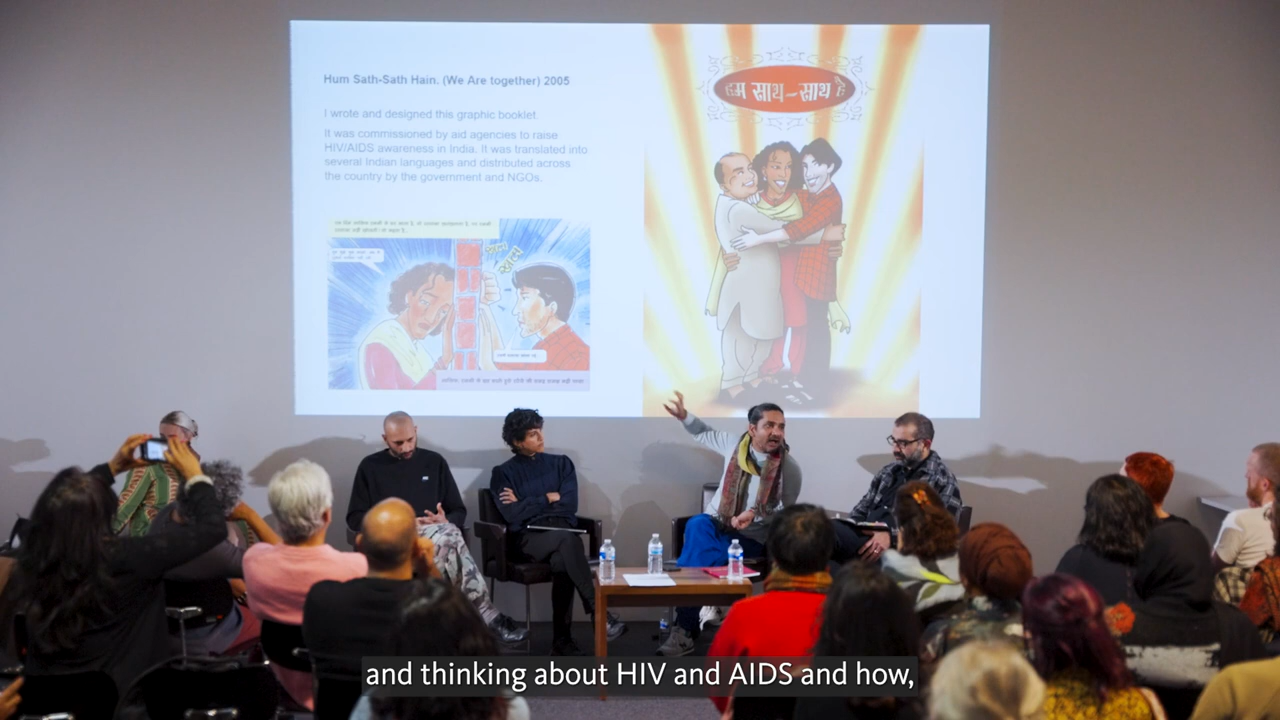 Hum Sath-Sath Hain. (We Are together) 2005
I wrote and designed this graphic booklet.
It was commissioned by aid agencies to raise
HIV/AIDS awareness in India. It was translated into
several Indian languages and distributed across
the country by the government and NGOs.
हम साथ-साथ है
and thinking about HIV and AIDS and how,